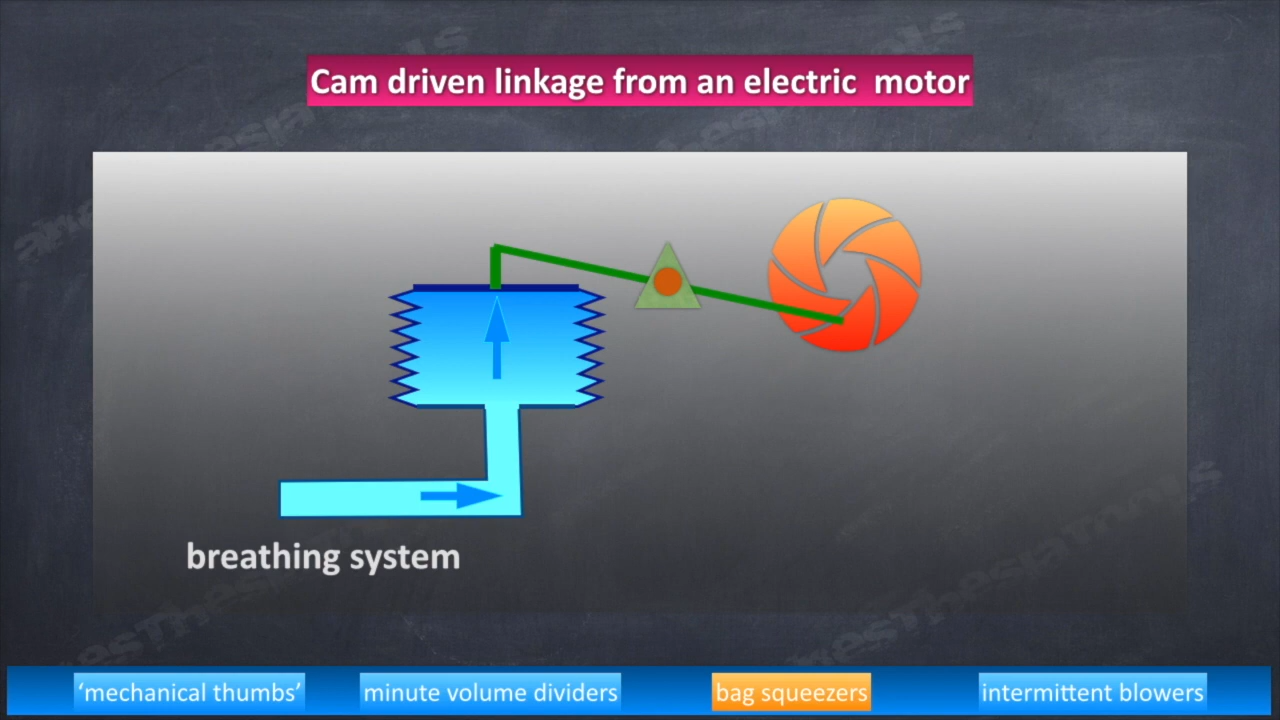 Cam driven linkage from an electric  motor
breathing system
‘mechanical thumbs’
minute volume dividers
bag squeezers
intermittent blowers